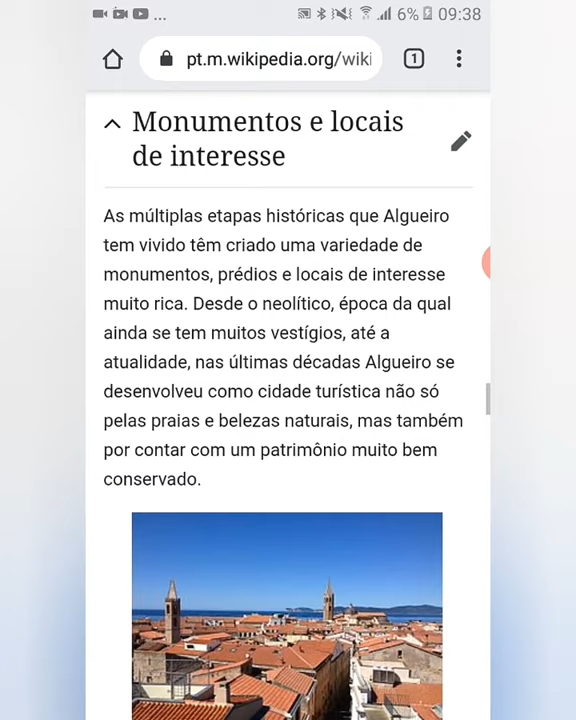 ... 6% 09:38
pt.m.wikipedia.org/wiki
1
Monumentos e locais
de interesse
As múltiplas etapas históricas que Algueiro
tem vivido têm criado uma variedade de
monumentos, prédios e locais de interesse
muito rica. Desde o neolítico, época da qual
ainda se tem muitos vestígios, até a
atualidade, nas últimas décadas Algueiro se
desenvolveu como cidade turística não só
pelas praias e belezas naturais, mas também
por contar com um patrimônio muito bem
conservado.